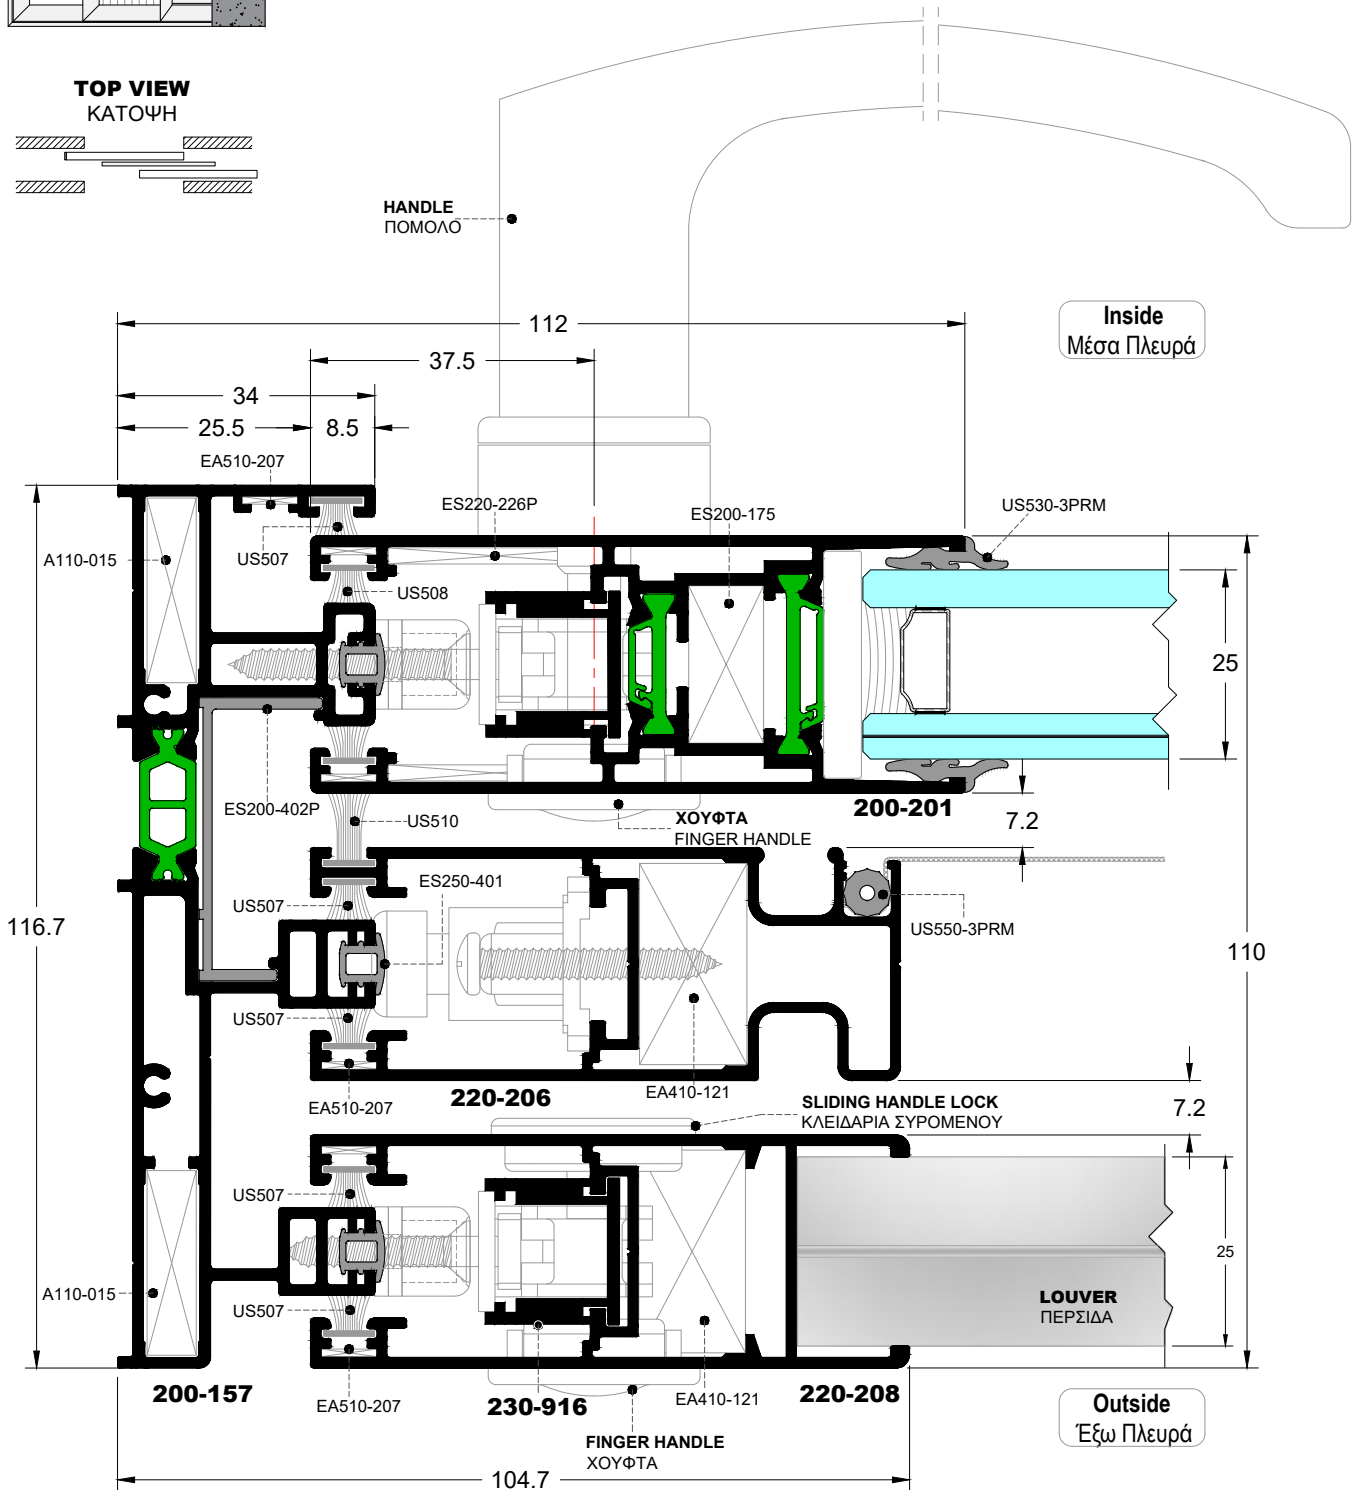 TOP VIEW
ΚΑΤΟΨΗ
HANDLE
ΠΟΜΟΛΟ
Inside
Μέσα Πλευρά
112
37.5
34
25.5
8.5
EA510-207
ES220-226P
ES200-175
US530-3PRM
US507
A110-015
US508
25
ES200-402P
US510
ΧΟΥΦΤΑ
FINGER HANDLE
200-201
7.2
ES250-401
US507
116.7
US550-3PRM
110
US507
EA510-207
220-206
EA410-121
SLIDING HANDLE LOCK
ΚΛΕΙΔΑΡΙΑ ΣΥΡΟΜΕΝΟΥ
7.2
US507
25
A110-015
US507
LOUVER
ΠΕΡΣΙΔΑ
200-157
EA510-207
230-916
EA410-121
220-208
Outside
Έξω Πλευρά
FINGER HANDLE
ΧΟΥΦΤΑ
104.7